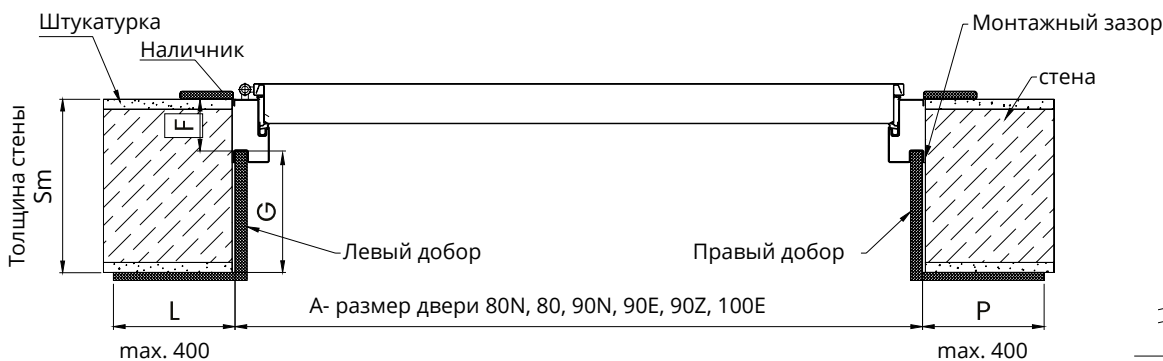 Штукатурка
Монтажный зазор
Наличник
стена
Толщина стены
Sm
F
G
Левый добор
Правый добор
L
A- размер двери 80N, 80, 90N, 90E, 90Z, 100E
P
max. 400
max. 400